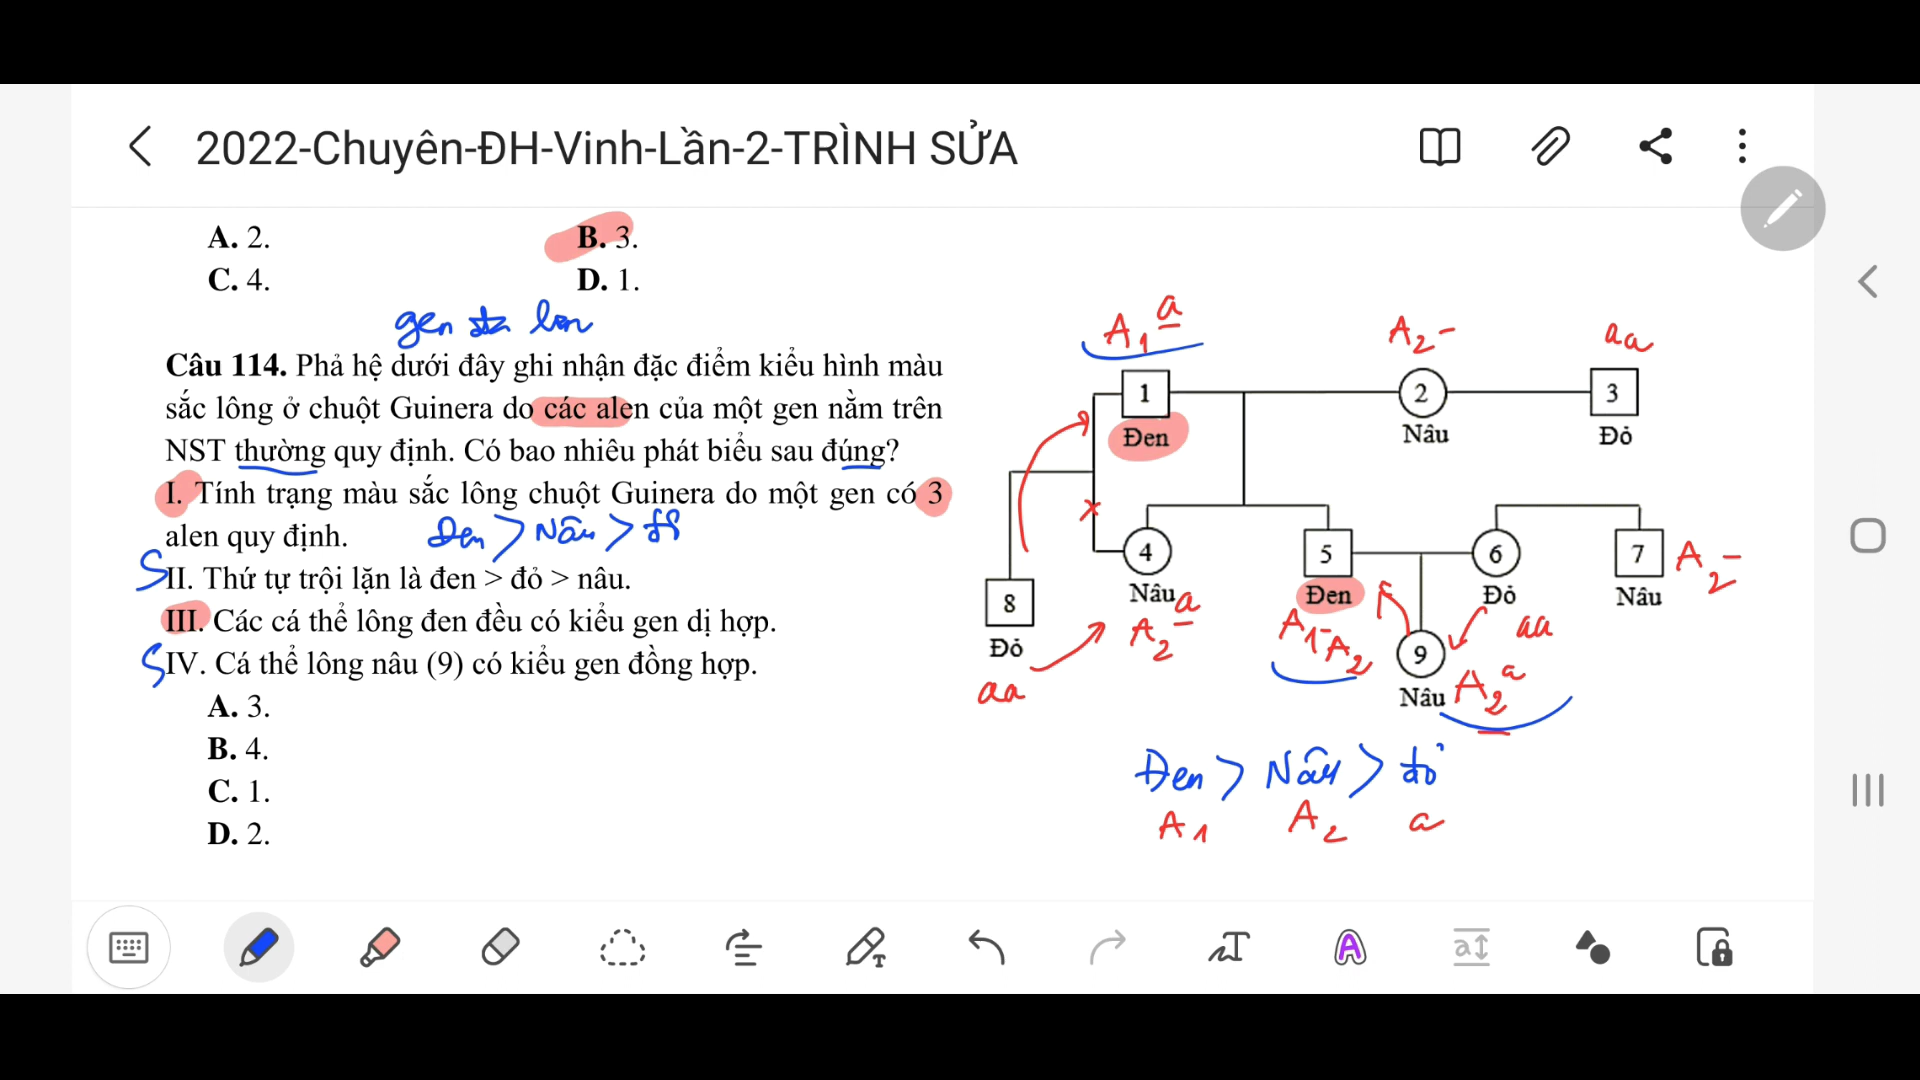 2022-Chuyên-ĐH-Vinh-Lần-2-TRÌNH SỬA
A. 2.
B. 3.
C. 4.
D. 1.
gen đa len
Câu 114. Phả hệ dưới đây ghi nhận đặc điểm kiểu hình màu
sắc lông ở chuột Guinera do các alen của một gen nằm trên
NST thường quy định. Có bao nhiêu phát biểu sau đúng?
I. Tính trạng màu sắc lông chuột Guinera do một gen có 3
alen quy định.
Đen > Nâu > đỏ
S II. Thứ tự trội lặn là đen > đỏ > nâu.
III. Các cá thể lông đen đều có kiểu gen dị hợp.
S IV. Cá thể lông nâu (9) có kiểu gen đồng hợp.
A. 3.
B. 4.
C. 1.
D. 2.
A1 a
A2 -
aa
1
2
3
Đen
Nâu
Đỏ
x
4
5
6
7
A2 -
Nâu
Đen
Đỏ
Nâu
8
A2 a
A1-A2
aa
Đỏ
9
aa
Nâu
A2 a
Đen > Nâu > đỏ
A1 A2 a
T
T
A
a